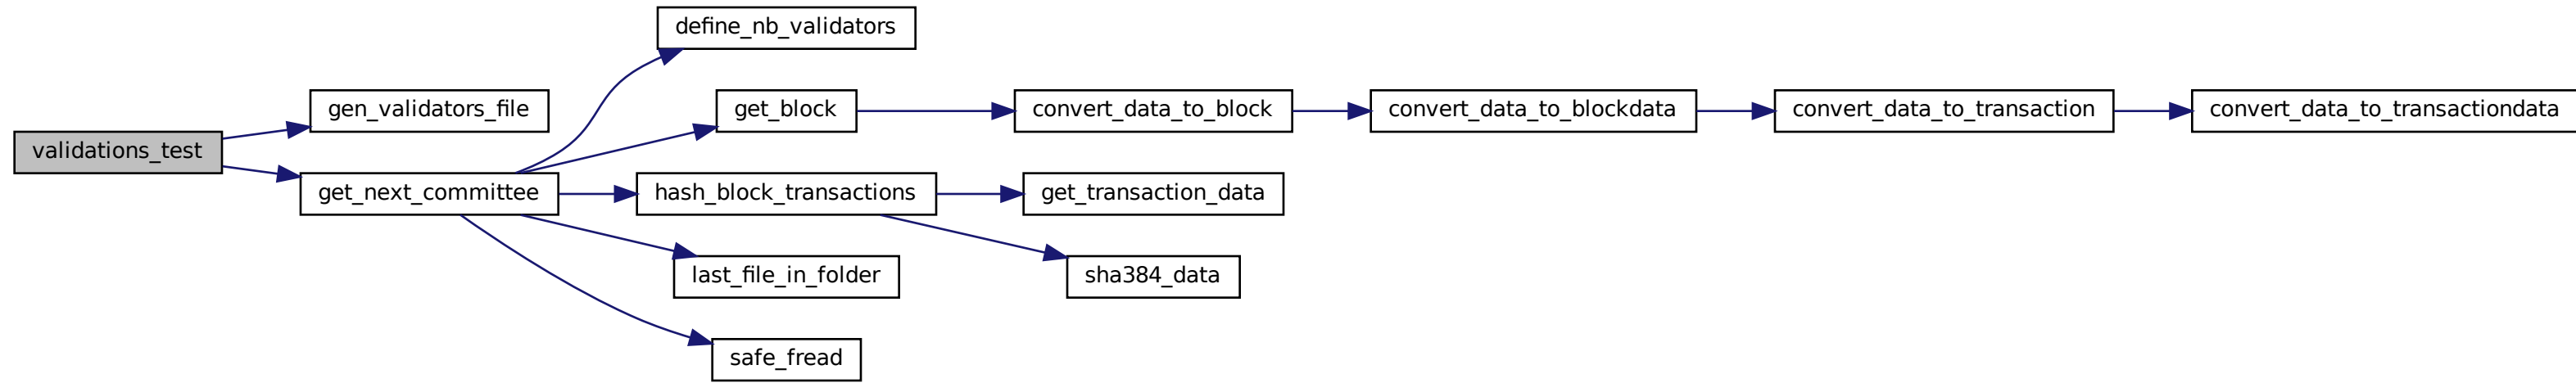 define_nb_validators
gen_validators_file
get_block
convert_data_to_block
convert_data_to_blockdata
convert_data_to_transaction
convert_data_to_transactiondata
validations_test
get_next_committee
hash_block_transactions
get_transaction_data
last_file_in_folder
sha384_data
safe_fread